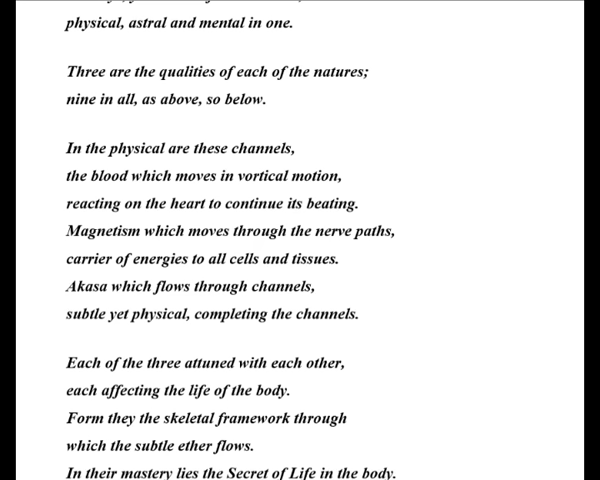 physical, astral and mental in one.
Three are the qualities of each of the natures;
nine in all, as above, so below.
In the physical are these channels,
the blood which moves in vortical motion,
reacting on the heart to continue its beating.
Magnetism which moves through the nerve paths,
carrier of energies to all cells and tissues.
Akasa which flows through channels,
subtle yet physical, completing the channels.
Each of the three attuned with each other,
each affecting the life of the body.
Form they the skeletal framework through
which the subtle ether flows.
In their mastery lies the Secret of Life in the body.